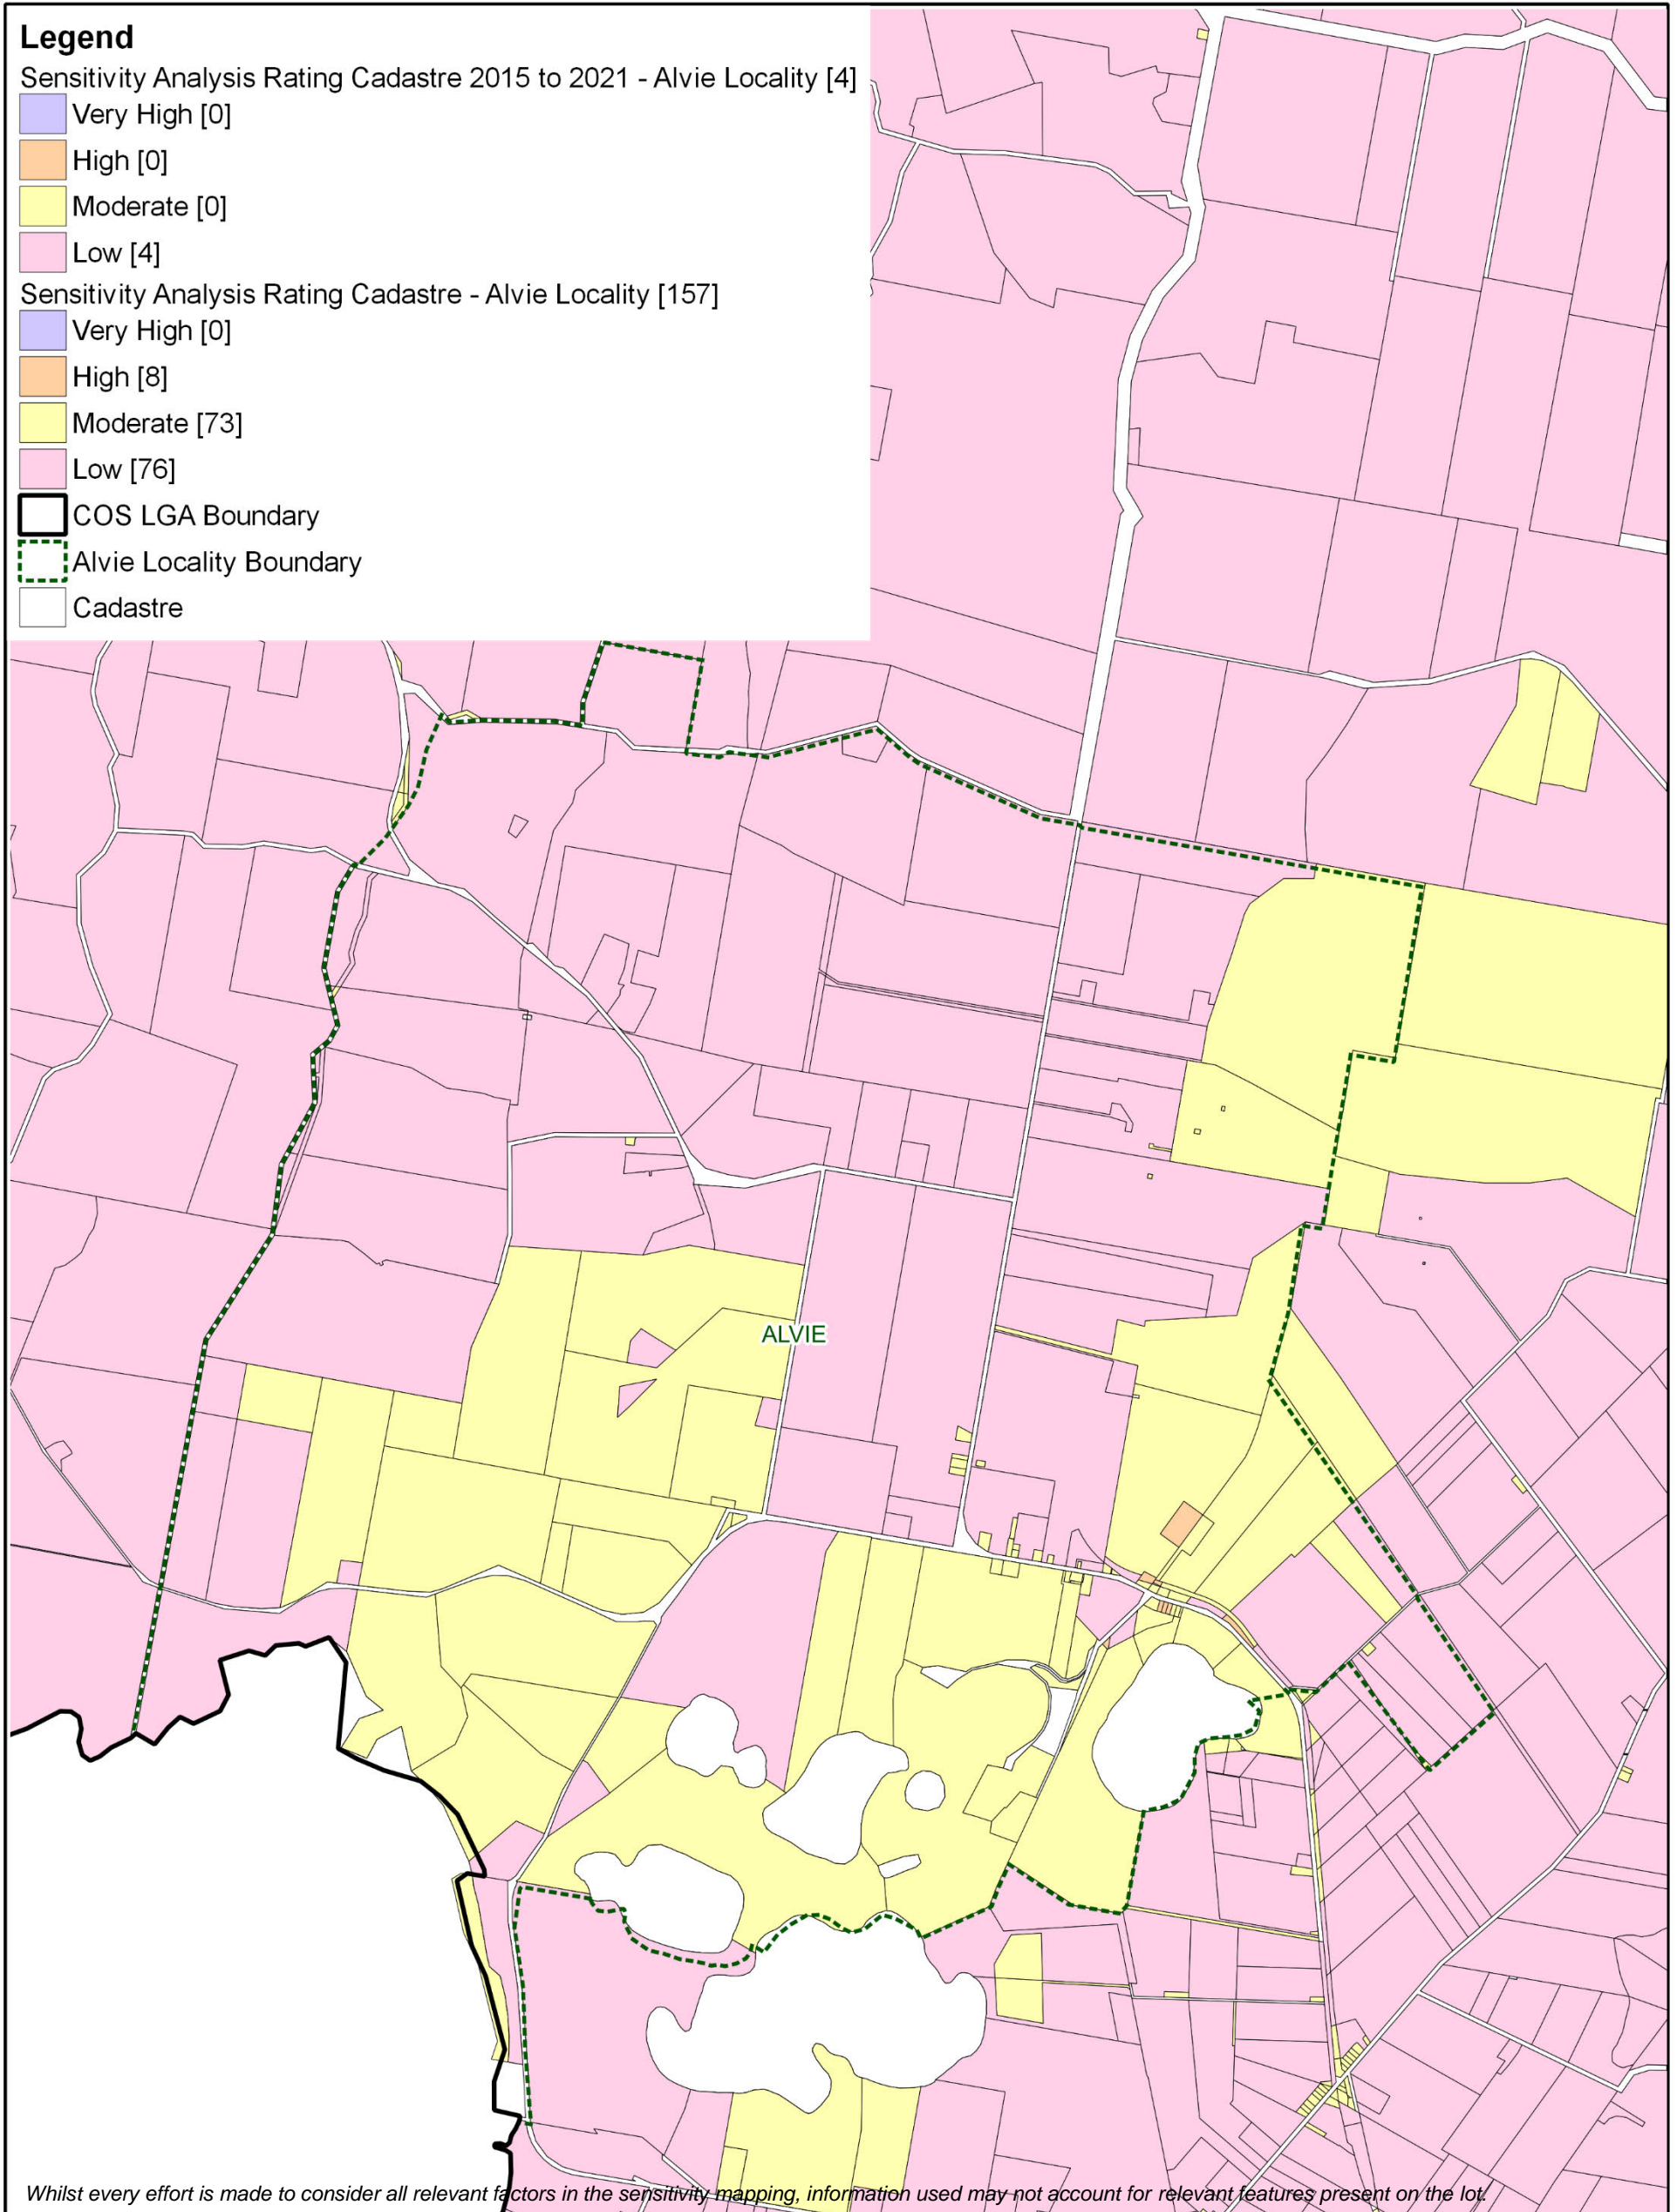 Legend
Sensitivity Analysis Rating Cadastre 2015 to 2021 - Alvie Locality [4]
Very High [0]
High [0]
Moderate [0]
Low [4]
Sensitivity Analysis Rating Cadastre - Alvie Locality [157]
Very High [0]
High [8]
Moderate [73]
Low [76]
COS LGA Boundary
Alvie Locality Boundary
Cadastre
ALVIE
Whilst every effort is made to consider all relevant factors in the sensitivity mapping, information used may not account for relevant features present on the lot.